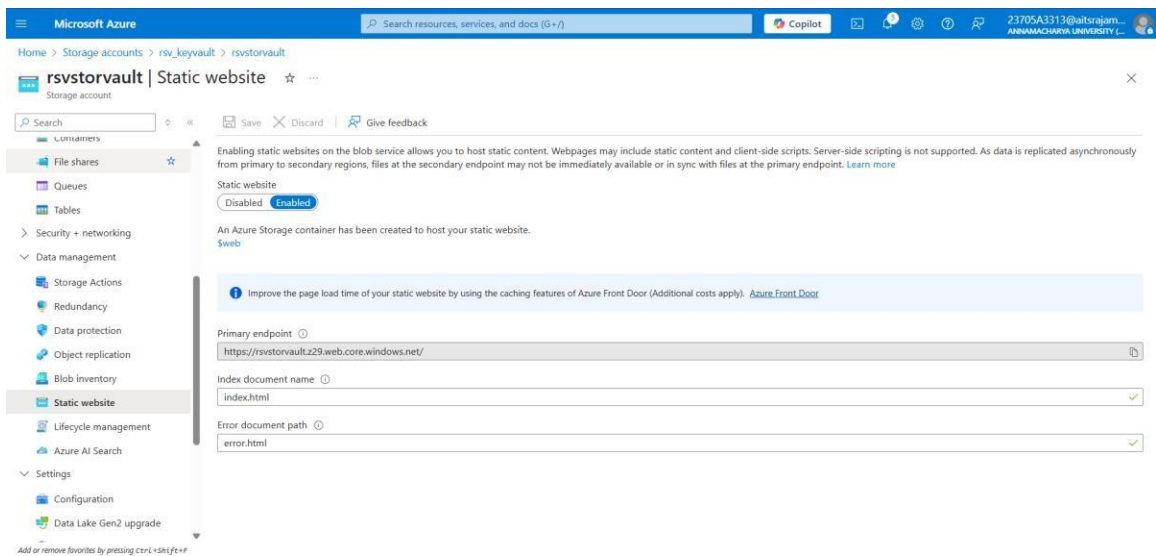 Microsoft Azure
Search resources, services, and docs (G+/)
Copilot
5
23705A3313@aitsrajam...
ANNAMACHARYA UNIVERSITY (...
Home > Storage accounts > rsv_keyvault > rsvstorvault
rsvstorvault | Static website
Storage account
Search
Save
Discard
Give feedback
Containers
File shares
Queues
Tables
Security + networking
Data management
Storage Actions
Redundancy
Data protection
Object replication
Blob inventory
Static website
Lifecycle management
Azure AI Search
Settings
Configuration
Data Lake Gen2 upgrade
Add or remove favorites by pressing Ctrl+Shift+F
Enabling static websites on the blob service allows you to host static content. Webpages may include static content and client-side scripts. Server-side scripting is not supported. As data is replicated asynchronously
from primary to secondary regions, files at the secondary endpoint may not be immediately available or in sync with files at the primary endpoint. Learn more
Static website
Disabled Enabled
An Azure Storage container has been created to host your static website.
$web
Improve the page load time of your static website by using the caching features of Azure Front Door (Additional costs apply). Azure Front Door
Primary endpoint
https://rsvstorvault.z29.web.core.windows.net/
Index document name
index.html
Error document path
error.html